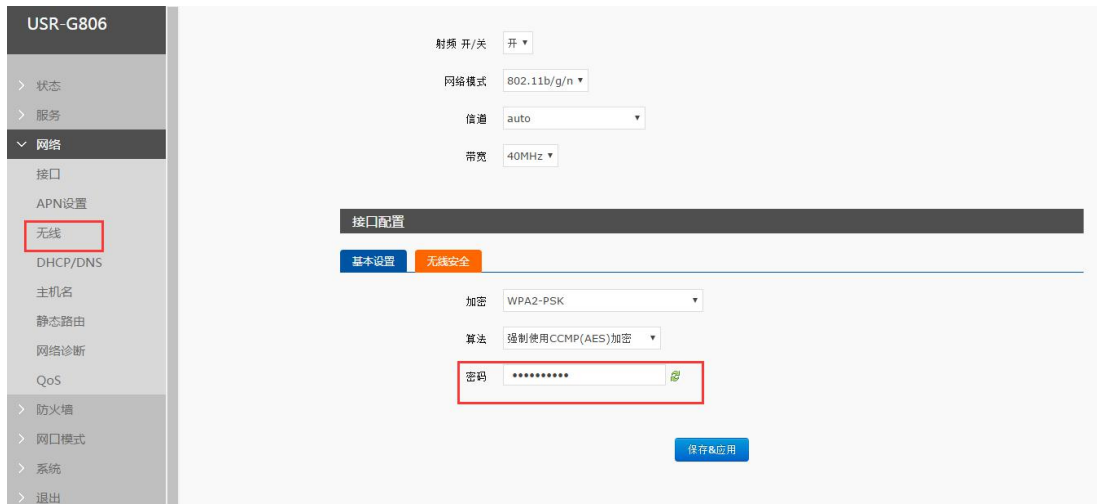 USR-G806
状态
服务
网络
接口
APN设置
无线
DHCP/DNS
主机名
静态路由
网络诊断
QoS
防火墙
网口模式
系统
退出
射频 开/关 开
网络模式 802.11b/g/n
信道 auto
带宽 40MHz
接口配置
基本设置 无线安全
加密 WPA2-PSK
算法 强制使用CCMP(AES)加密
密码 ••••••••••
保存&应用